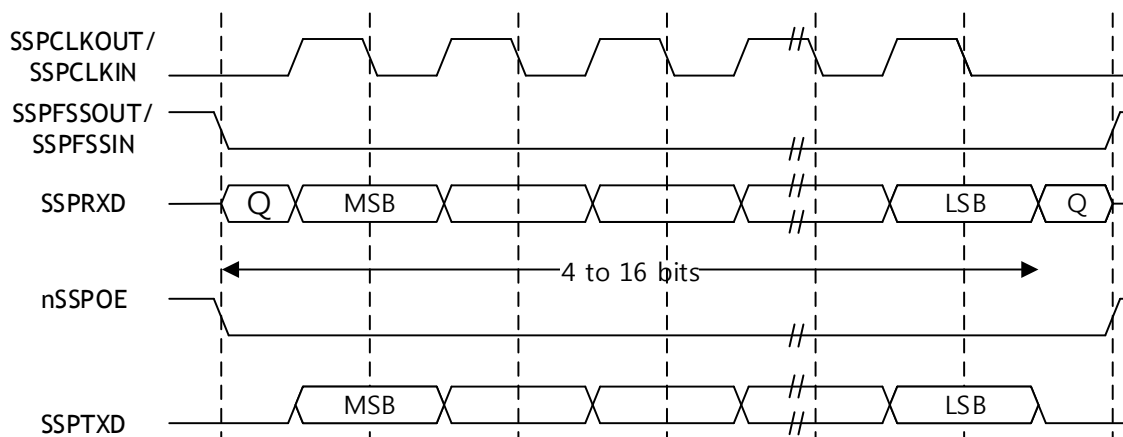 SSPCLKOUT/
SSPCLKIN
SSPFSSOUT/
SSPFSSIN
SSPRXD Q MSB LSB Q
4 to 16 bits
nSSPOE
SSPTXD MSB LSB